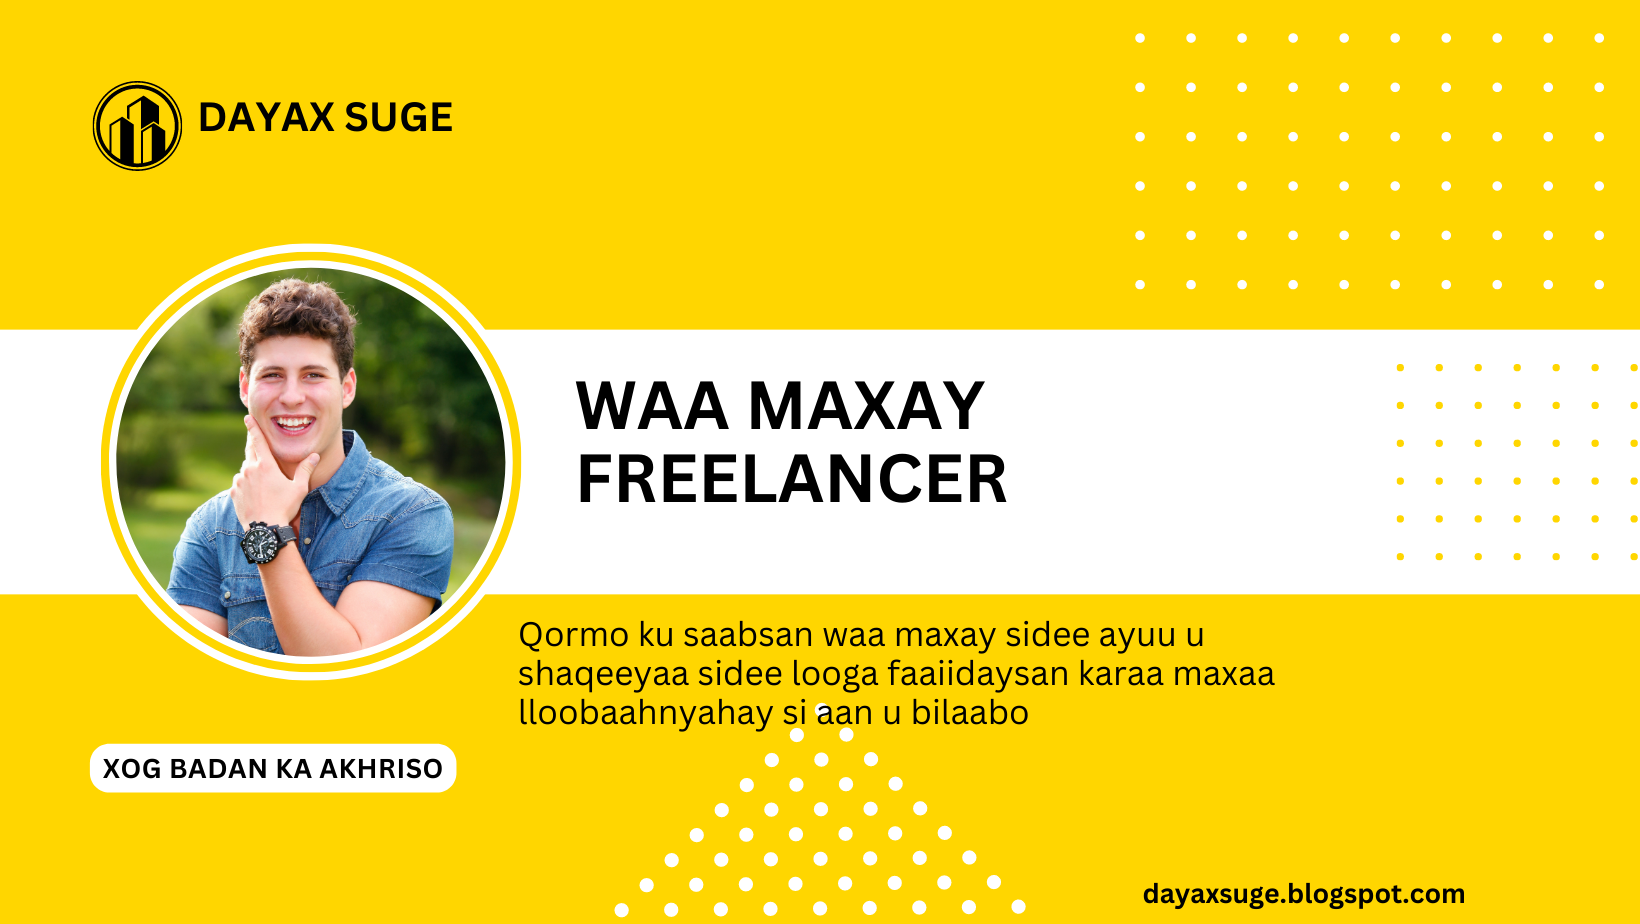 DAYAX SUGE
WAA MAXAY
FREELANCER
Qormo ku saabsan waa maxay sidee ayuu u
shaqeeyaa sidee looga faaiidaysan karaa maxaa
lloobaahnyahay si aan u bilaabo
XOG BADAN KA AKHRISO
dayaxsuge.blogspot.com